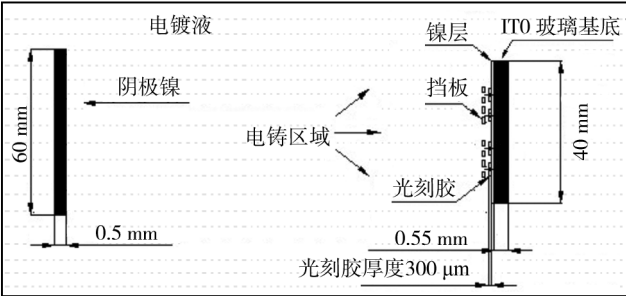 电镀液
镍层
IT0 玻璃基底
阴极镍
挡板
60 mm
电铸区域
40 mm
光刻胶
0.5 mm
0.55 mm
光刻胶厚度300 μm